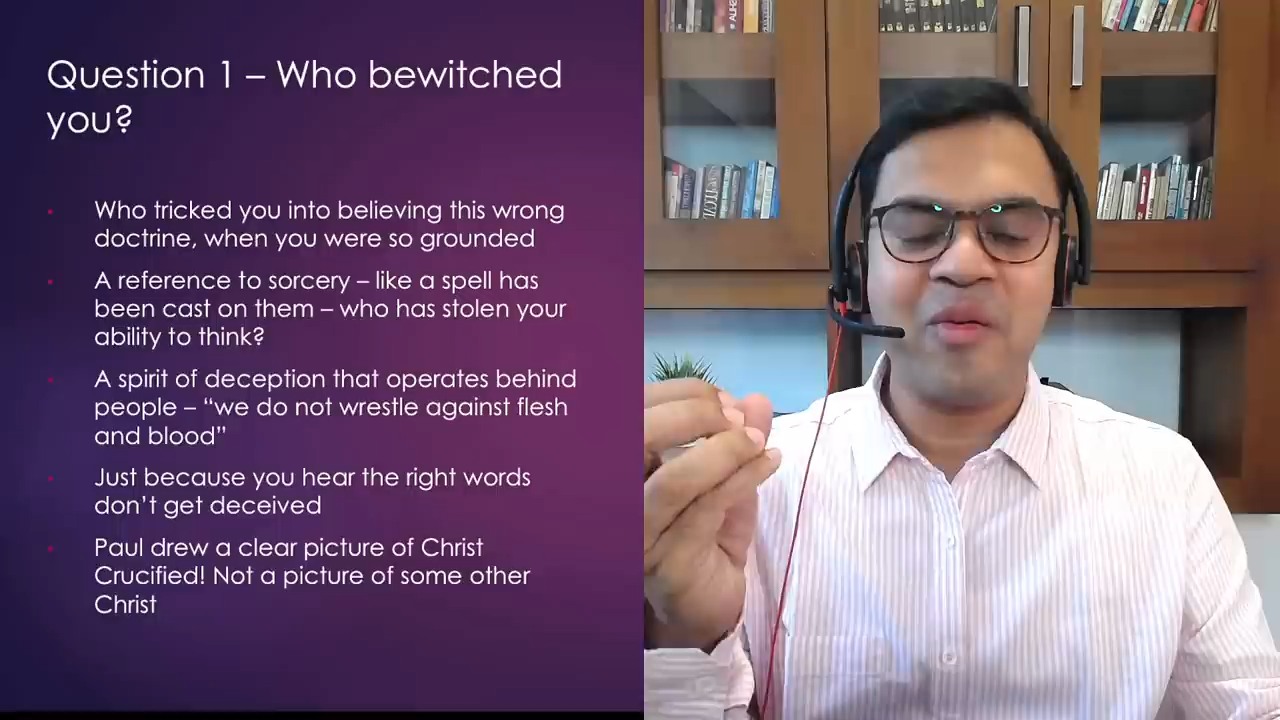 Question 1 – Who bewitched
you?
Who tricked you into believing this wrong
doctrine, when you were so grounded
A reference to sorcery – like a spell has
been cast on them – who has stolen your
ability to think?
A spirit of deception that operates behind
people – “we do not wrestle against flesh
and blood”
Just because you hear the right words
don’t get deceived
Paul drew a clear picture of Christ
Crucified! Not a picture of some other
Christ